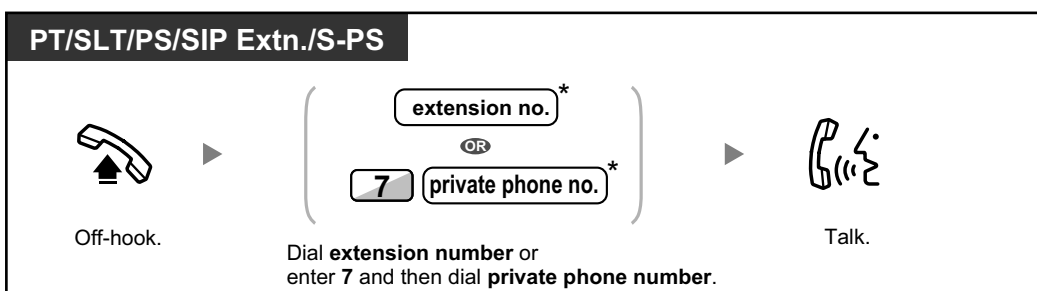 PT/SLT/PS/SIP Extn./S-PS
extension no.*
OR
7 private phone no.*
Off-hook.
Dial extension number or
enter 7 and then dial private phone number.
Talk.